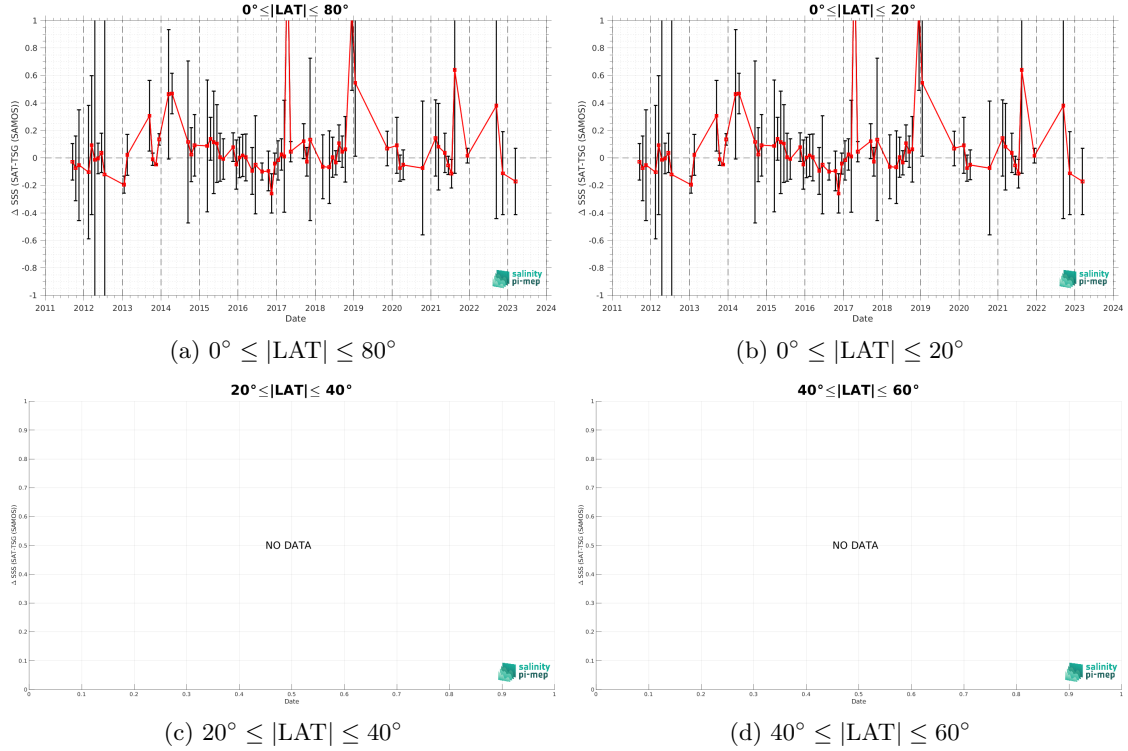 0°≤|LAT|≤ 80°
Δ SSS (SAT-TSG (SAMOS))
1
0.8
0.6
0.4
0.2
0
-0.2
-0.4
-0.6
-0.8
-1
2011 2012 2013 2014 2015 2016 2017 2018 2019 2020 2021 2022 2023 2024
Date
salinity
pi-mep
(a) 0° ≤ |LAT| ≤ 80°
0°≤|LAT|≤ 20°
Δ SSS (SAT-TSG (SAMOS))
1
0.8
0.6
0.4
0.2
0
-0.2
-0.4
-0.6
-0.8
-1
2011 2012 2013 2014 2015 2016 2017 2018 2019 2020 2021 2022 2023 2024
Date
salinity
pi-mep
(b) 0° ≤ |LAT| ≤ 20°
20°≤|LAT|≤ 40°
Δ SSS (SAT-TSG (SAMOS))
1
0.9
0.8
0.7
0.6
0.5
0.4
0.3
0.2
0.1
0
NO DATA
0 0.1 0.2 0.3 0.4 0.5 0.6 0.7 0.8 0.9 1
Date
salinity
pi-mep
(c) 20° ≤ |LAT| ≤ 40°
40°≤|LAT|≤ 60°
Δ SSS (SAT-TSG (SAMOS))
1
0.9
0.8
0.7
0.6
0.5
0.4
0.3
0.2
0.1
0
NO DATA
0 0.1 0.2 0.3 0.4 0.5 0.6 0.7 0.8 0.9 1
Date
salinity
pi-mep
(d) 40° ≤ |LAT| ≤ 60°